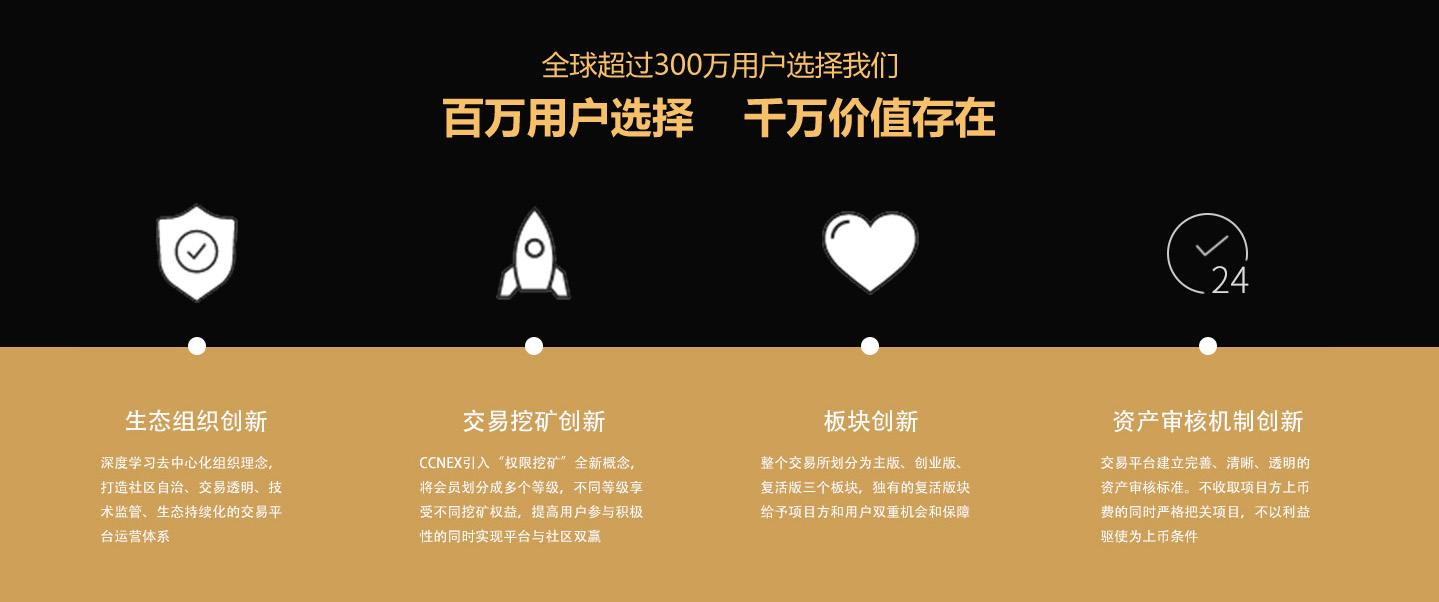 全球超过300万用户选择我们
百万用户选择 千万价值存在
24
生态组织创新
深度学习去中心化组织理念，
打造社区自治、交易透明、技
术监管、生态持续化的交易平
台运营体系
交易挖矿创新
CCNEX引入“权限挖矿”全新概念，
将会员划分成多个等级，不同等级享
受不同挖矿权益，提高用户参与积极
性的同时实现平台与社区双赢
板块创新
整个交易所划分为主版、创业版、
复活版三个板块，独有的复活版块
给予项目方和用户双重机会和保障
资产审核机制创新
交易平台建立完善、清晰、透明的
资产审核标准。不收取项目方上币
费的同时严格把关项目，不以利益
驱使为上币条件